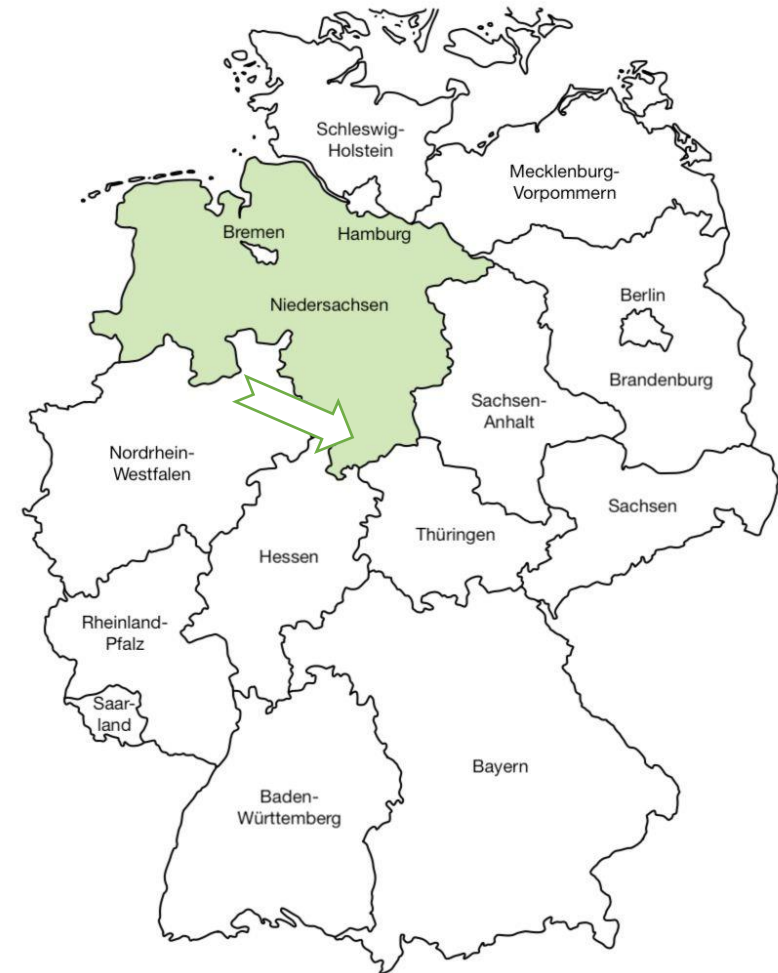 Schleswig-
Holstein
Mecklenburg-
Vorpommern
Bremen
Hamburg
Niedersachsen
Berlin
Brandenburg
Sachsen-
Anhalt
Nordrhein-
Westfalen
Sachsen
Thüringen
Hessen
Rheinland-
Pfalz
Saar-
land
Bayern
Baden-
Württemberg